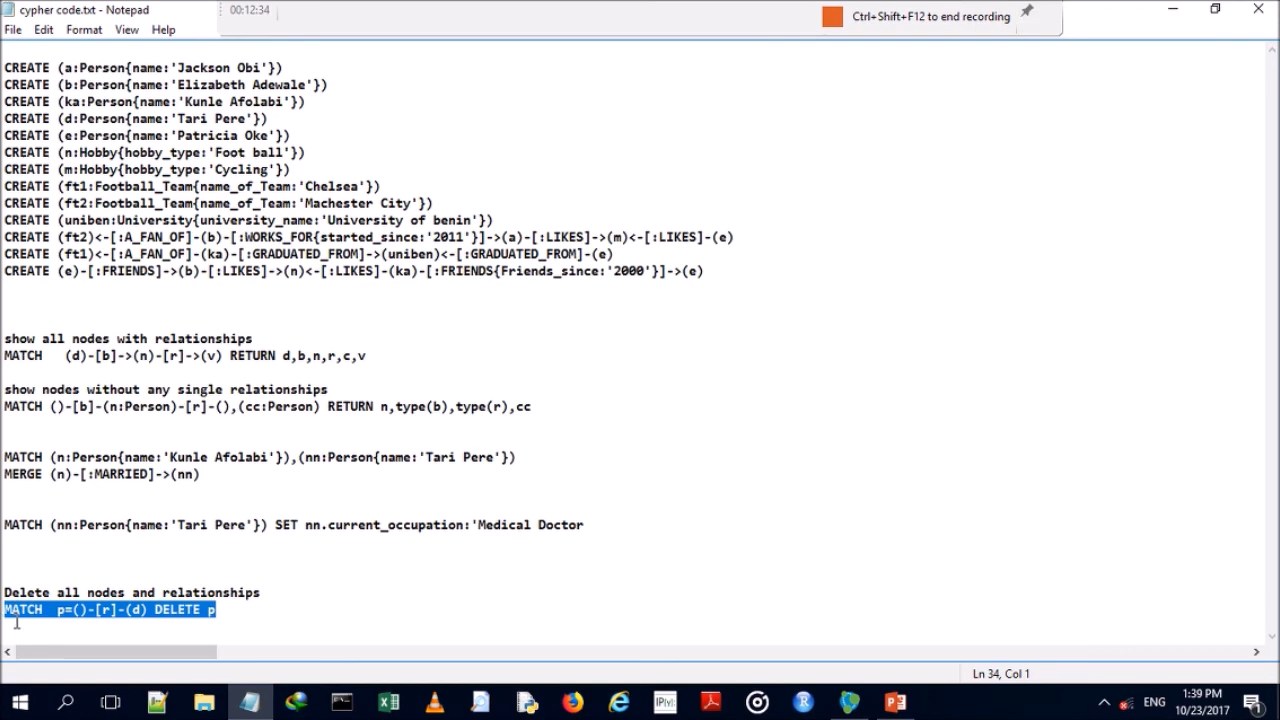 cypher code.txt - Notepad
00:12:34
Ctrl+Shift+F12 to end recording
File Edit Format View Help
CREATE (a:Person{name:'Jackson Obi'})
CREATE (b:Person{name:'Elizabeth Adewale'})
CREATE (ka:Person{name:'Kunle Afolabi'})
CREATE (d:Person{name:'Tari Pere'})
CREATE (e:Person{name:'Patricia Oke'})
CREATE (n:Hobby{hobby_type:'Foot ball'})
CREATE (m:Hobby{hobby_type:'Cycling'})
CREATE (ft1:Football_Team{name_of_Team:'Chelsea'})
CREATE (ft2:Football_Team{name_of_Team:'Machester City'})
CREATE (uniben:University{university_name:'University of benin'})
CREATE (ft2)<-[:A_FAN_OF]-(b)-[:WORKS_FOR{started_since:'2011'}]->(a)-[:LIKES]->(m)<-[:LIKES]-(e)
CREATE (ft1)<-[:A_FAN_OF]-(ka)-[:GRADUATED_FROM]->(uniben)<-[:GRADUATED_FROM]-(e)
CREATE (e)-[:FRIENDS]->(b)-[:LIKES]->(n)<-[:LIKES]-(ka)-[:FRIENDS{Friends_since:'2000'}]->(e)
show all nodes with relationships
MATCH   (d)-[b]->(n)-[r]->(v) RETURN d,b,n,r,c,v
show nodes without any single relationships
MATCH ()-[b]-(n:Person)-[r]-(),(cc:Person) RETURN n,type(b),type(r),cc
MATCH (n:Person{name:'Kunle Afolabi'}),(nn:Person{name:'Tari Pere'})
MERGE (n)-[:MARRIED]->(nn)
MATCH (nn:Person{name:'Tari Pere'}) SET nn.current_occupation:'Medical Doctor
Delete all nodes and relationships
MATCH  p=()-[r]-(d) DELETE p
Ln 34, Col 1
ENG
1:39 PM
10/23/2017